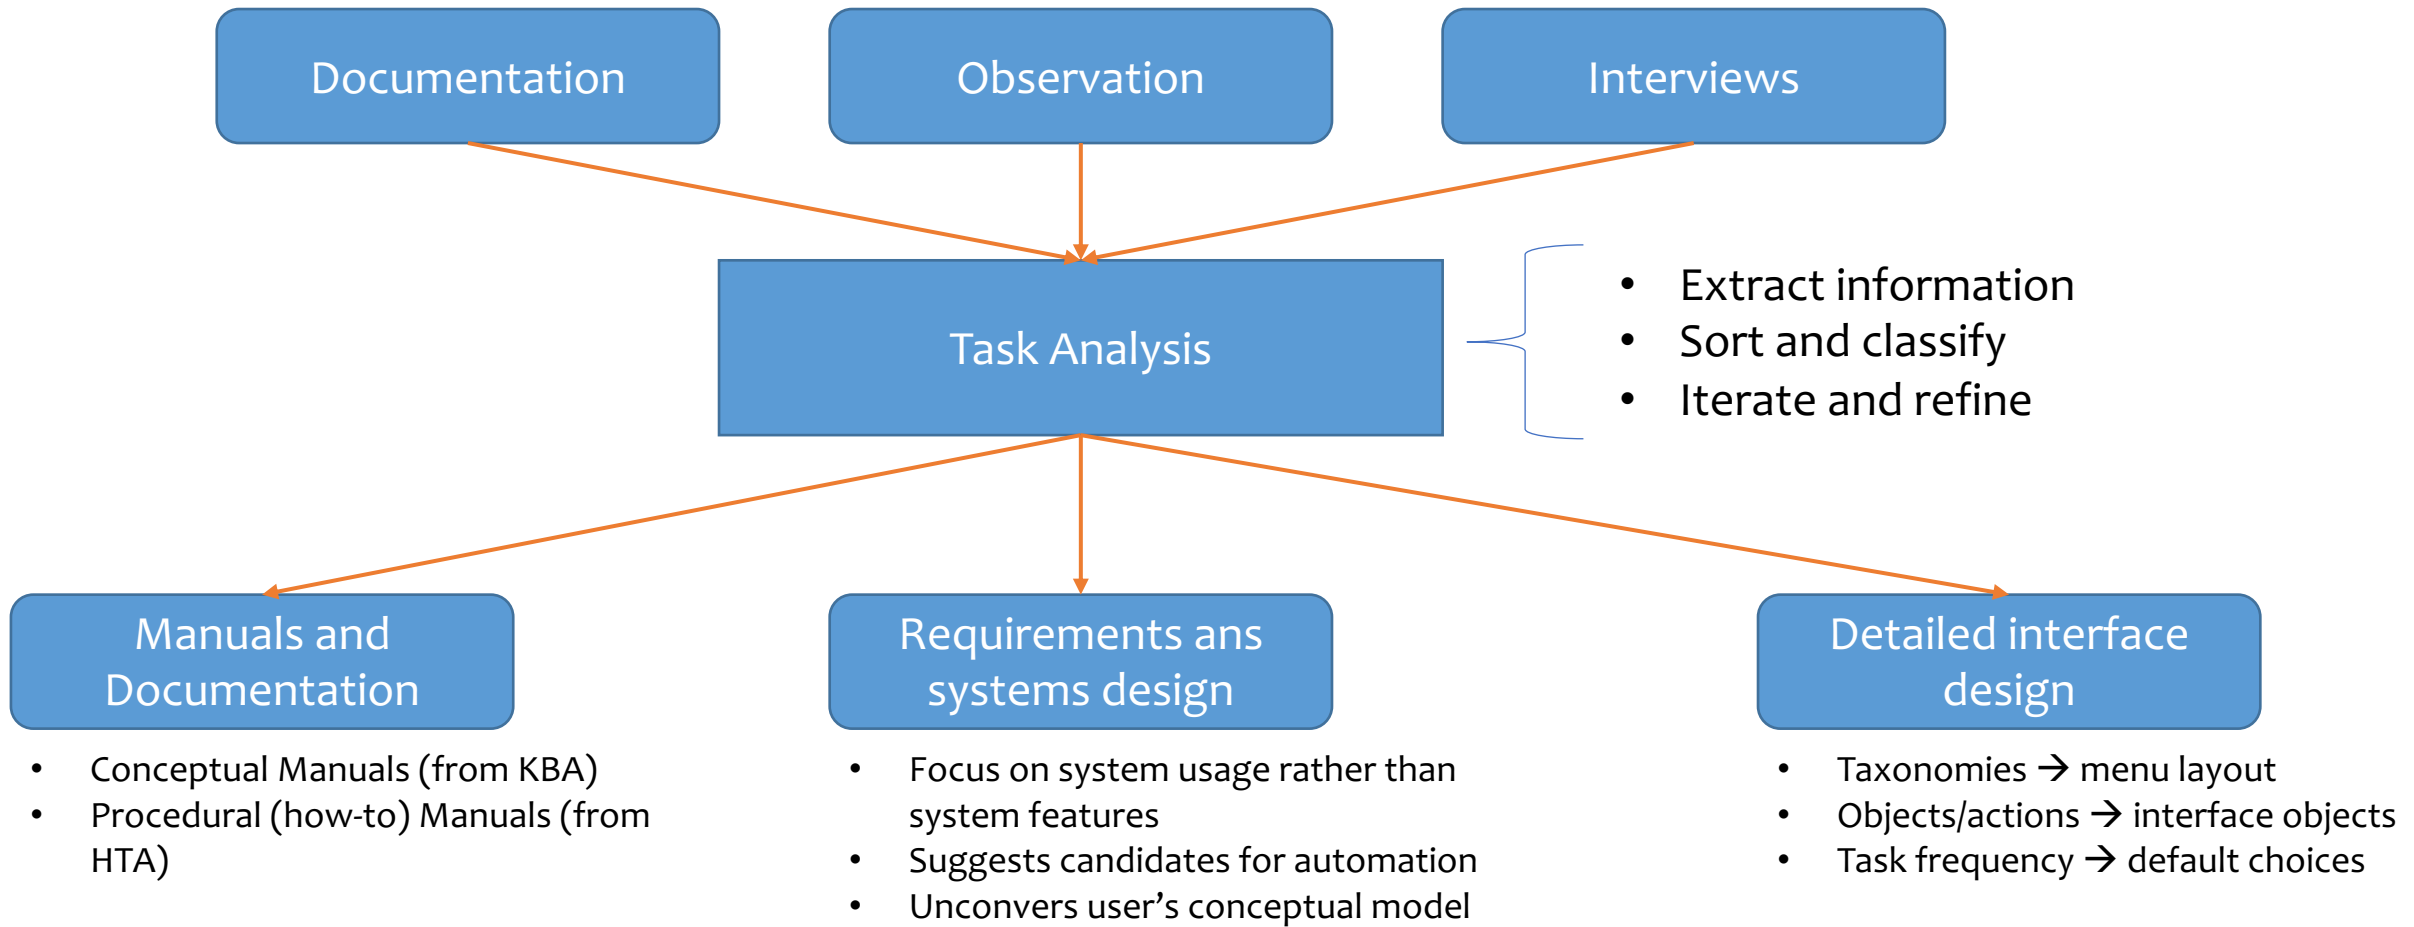 Documentation
Observation
Interviews
Task Analysis
• Extract information
• Sort and classify
• Iterate and refine
Manuals and
Documentation
• Conceptual Manuals (from KBA)
• Procedural (how-to) Manuals (from
HTA)
Requirements ans
systems design
• Focus on system usage rather than
system features
• Suggests candidates for automation
• Unconvers user’s conceptual model
Detailed interface
design
• Taxonomies → menu layout
• Objects/actions → interface objects
• Task frequency → default choices